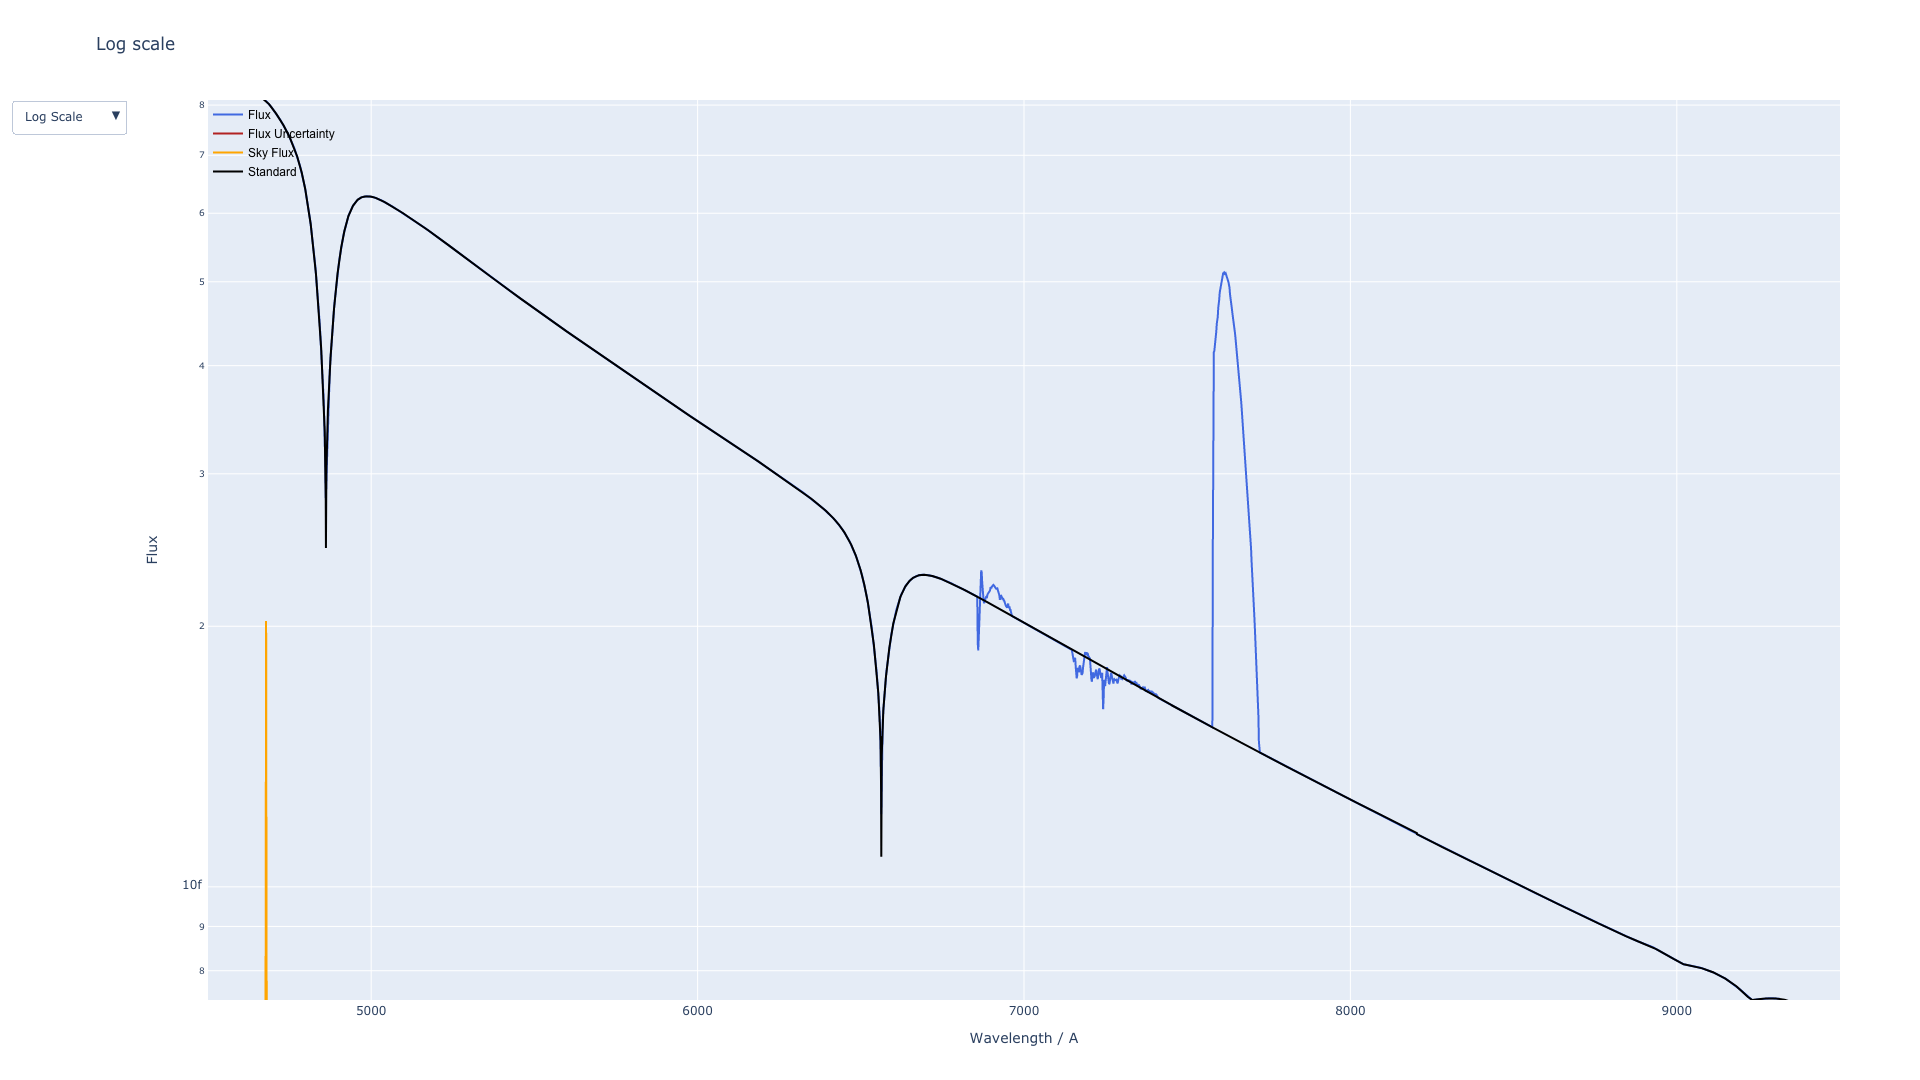 Log scale
Log Scale ▼
Flux
Flux Uncertainty
Sky Flux
Standard
8
7
6
5
4
3
2
10f
9
8
Flux
5000 6000 7000 8000 9000
Wavelength / A